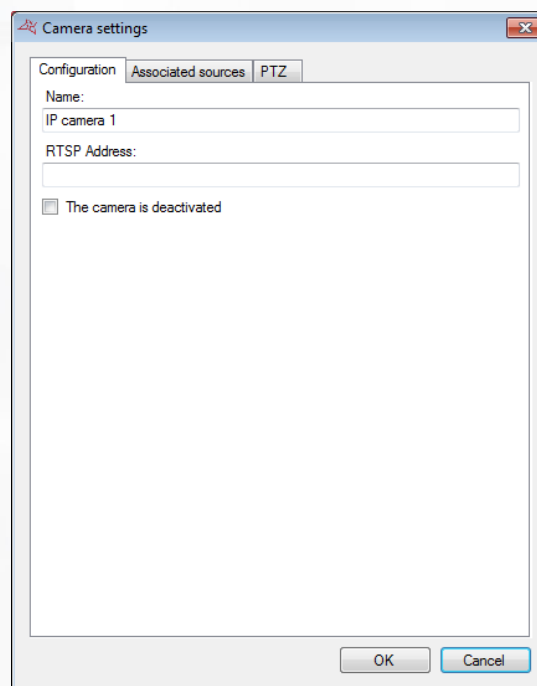 Camera settings
Configuration Associated sources PTZ
Name:
IP camera 1
RTSP Address:
The camera is deactivated
OK Cancel